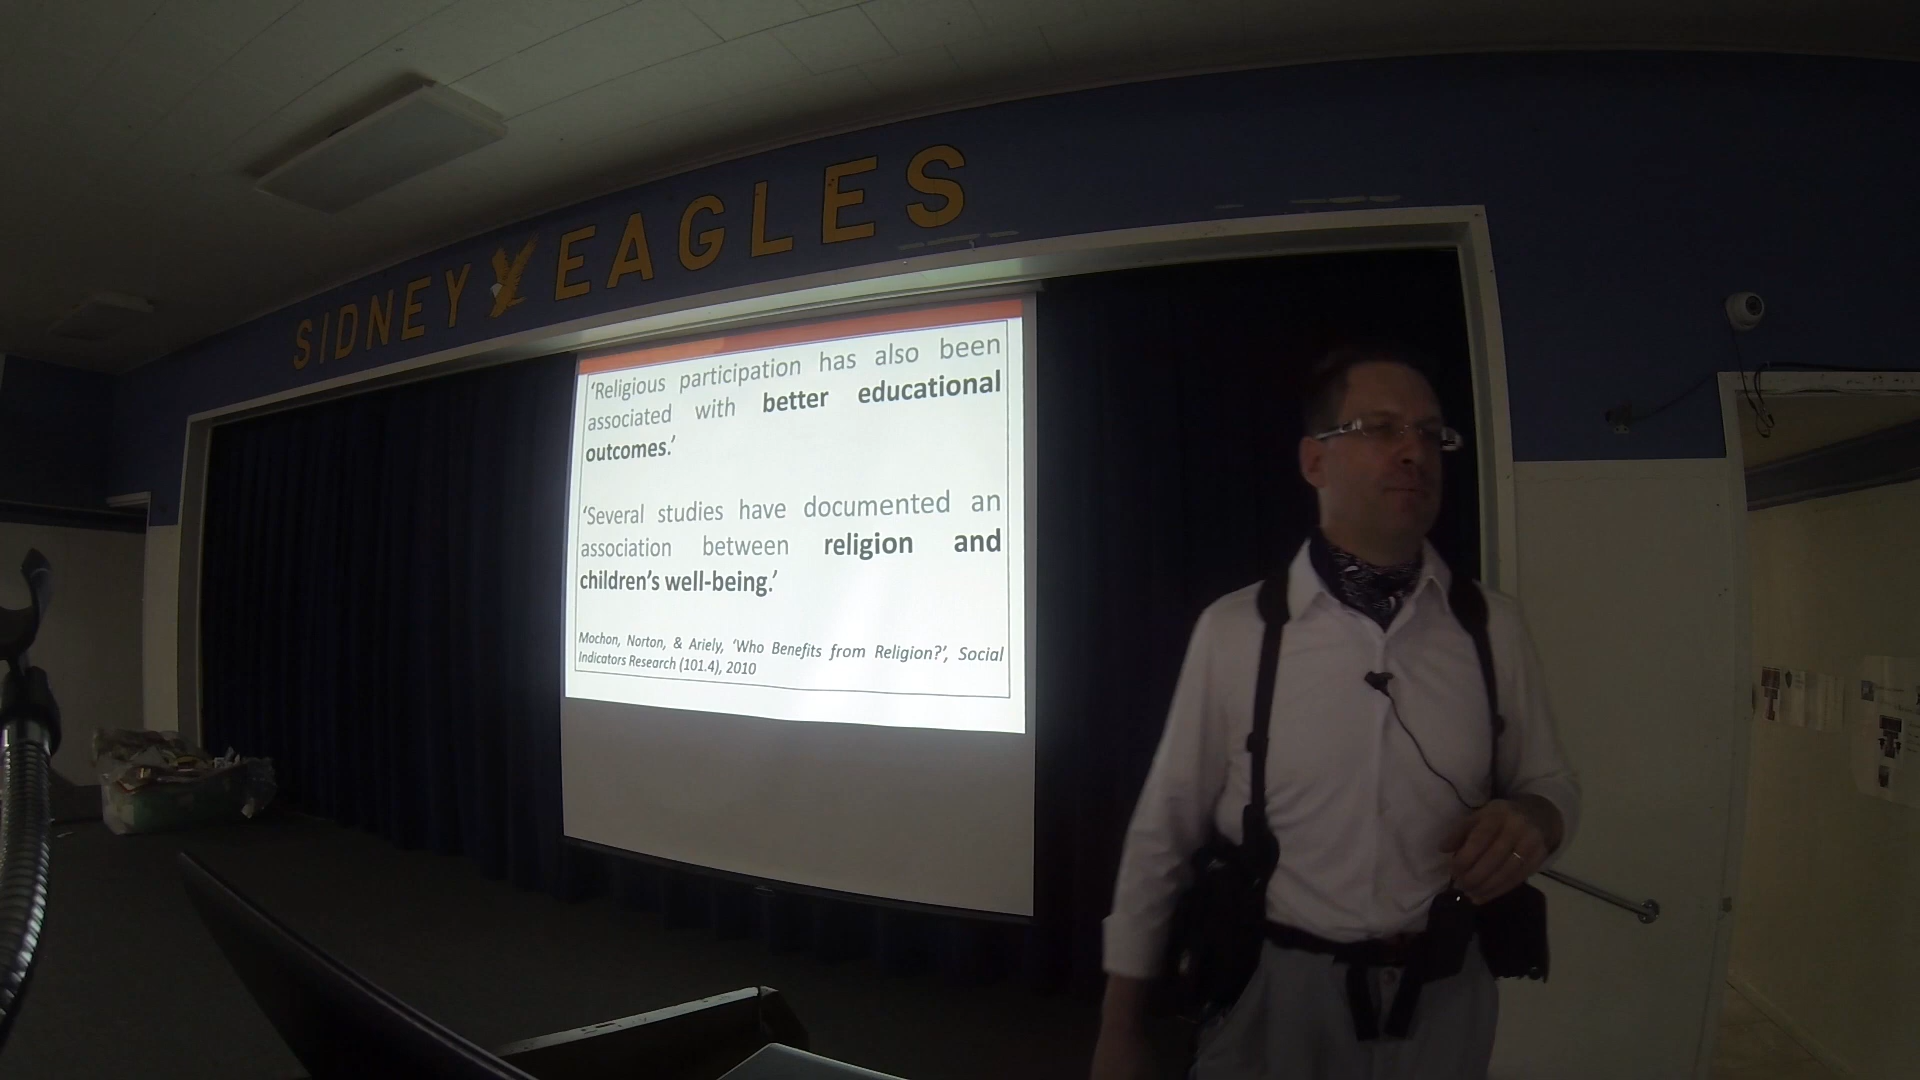 SIDNEY EAGLES
‘Religious participation has also been
associated with better educational
outcomes.’
‘Several studies have documented an
association between religion and
children’s well-being.’
Mochon, Norton, & Ariely, ‘Who Benefits from Religion?’, Social
Indicators Research (101.4), 2010